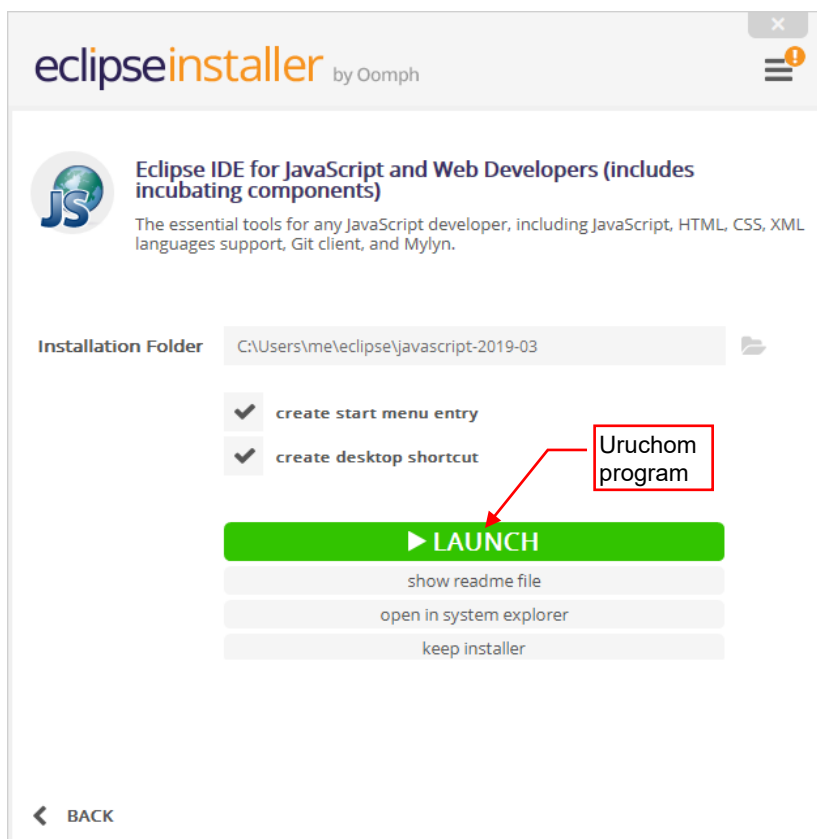 eclipseinstaller by Oomph
Eclipse IDE for JavaScript and Web Developers (includes
incubating components)
The essential tools for any JavaScript developer, including JavaScript, HTML, CSS, XML
languages support, Git client, and Mylyn.
JS
Installation Folder C:\Users\me\eclipse\javascript-2019-03
create start menu entry
create desktop shortcut
Uruchom
program
LAUNCH
show readme file
open in system explorer
keep installer
BACK